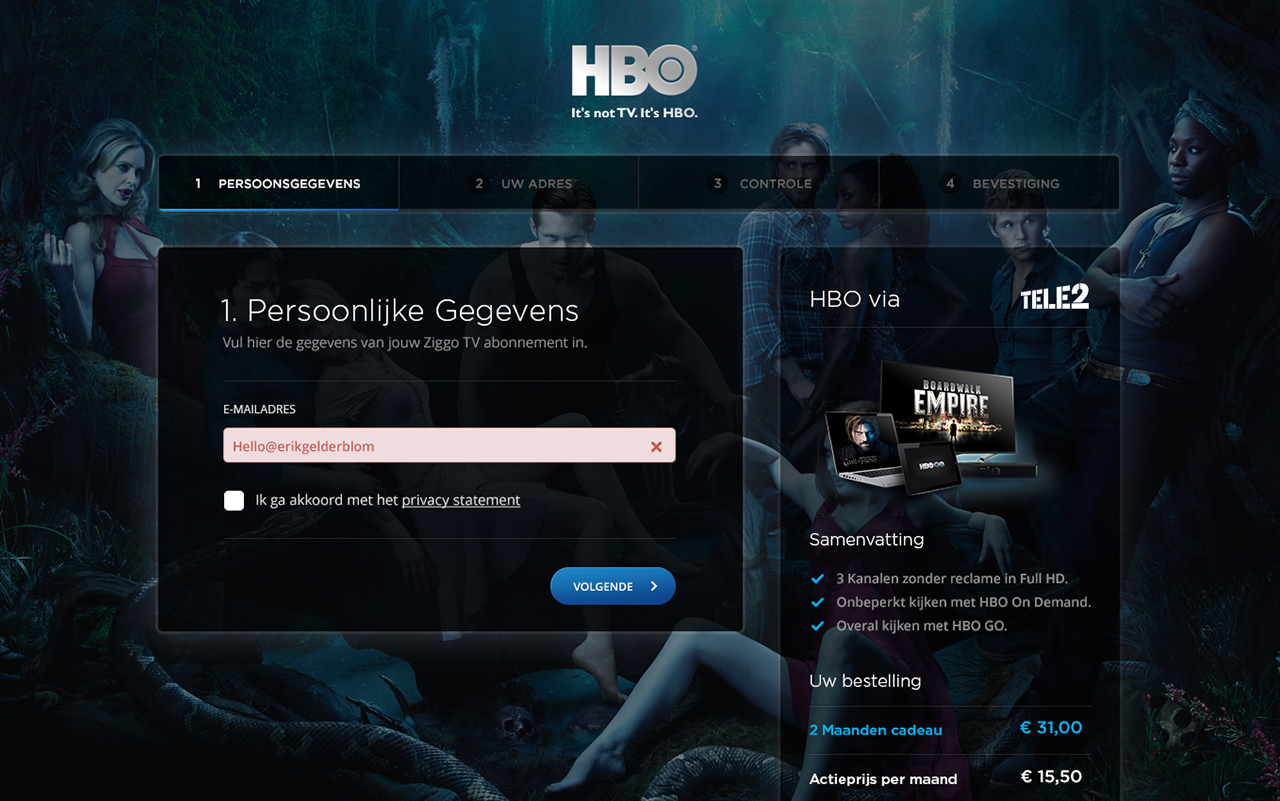 HBO®
It's not TV. It's HBO.
1 PERSOONSGEGEVENS
2 UW ADRES
3 CONTROLE
4 BEVESTIGING
1. Persoonlijke Gegevens
Vul hier de gegevens van jouw Ziggo TV abonnement in.
E-MAILADRES
Hello@erikgelderblom
Ik ga akkoord met het privacy statement
VOLGENDE
HBO via TELE2
BOARDWALK
EMPIRE
GAME OF THRONES
HBO GO
Samenvatting
3 Kanalen zonder reclame in Full HD.
Onbeperkt kijken met HBO On Demand.
Overal kijken met HBO GO.
Uw bestelling
2 Maanden cadeau € 31,00
Actieprijs per maand € 15,50